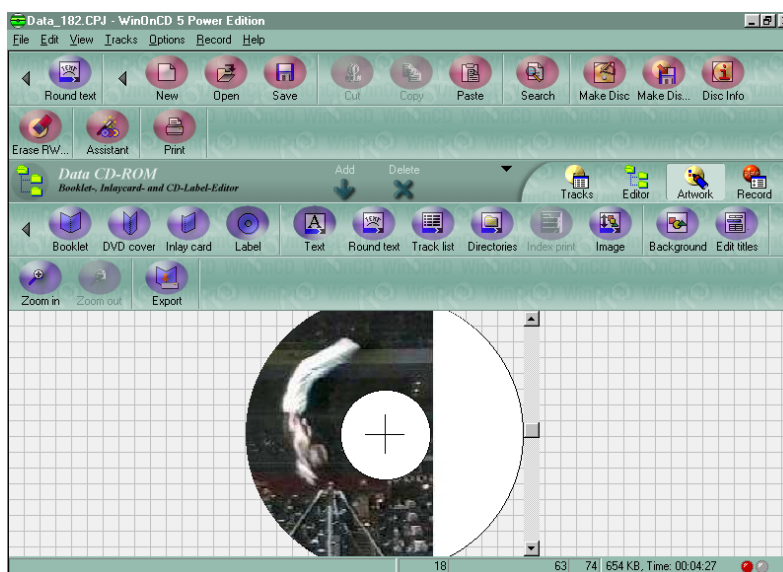 Data_182.CPJ - WinOnCD 5 Power Edition
File Edit View Tracks Options Record Help
Round text New Open Save Cut Copy Paste Search Make Disc Make Dis... Disc Info
Erase RW... Assistant Print
Data CD-ROM Add Delete
Booklet-, Inlaycard- and CD-Label-Editor
Tracks Editor Artwork Record
Booklet DVD cover Inlay card Label Text Round text Track list Directories Index print Image Background Edit titles
Zoom in Zoom out Export
18 63 74 654 KB, Time: 00:04:27